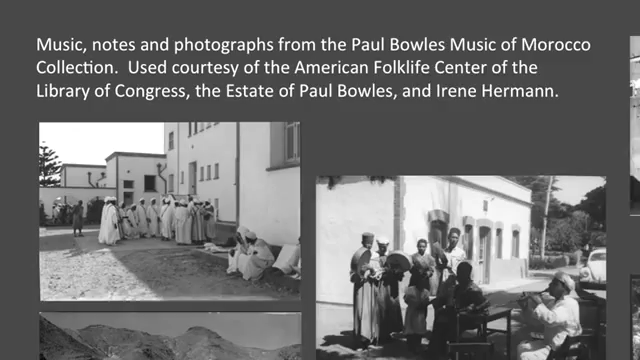 Music, notes and photographs from the Paul Bowles Music of Morocco
Collection.  Used courtesy of the American Folklife Center of the
Library of Congress, the Estate of Paul Bowles, and Irene Hermann.